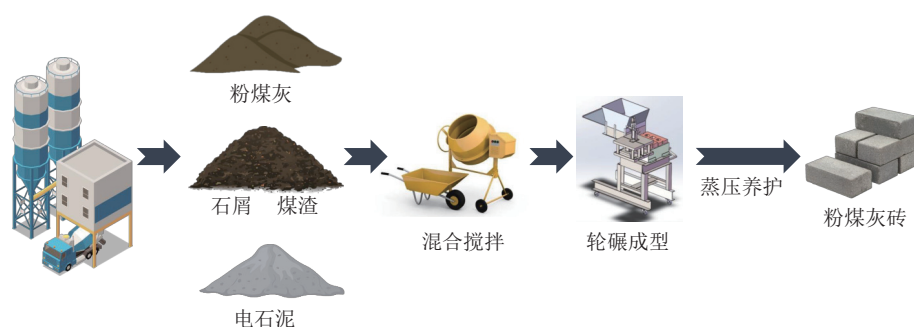 粉煤灰
石屑 煤渣
电石泥
混合搅拌
轮碾成型
蒸压养护
粉煤灰砖